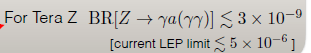 For Tera Z BR[Z → γa(γγ)] ≲ 3 × 10⁻⁹
[current LEP limit ≲ 5 × 10⁻⁶ ]